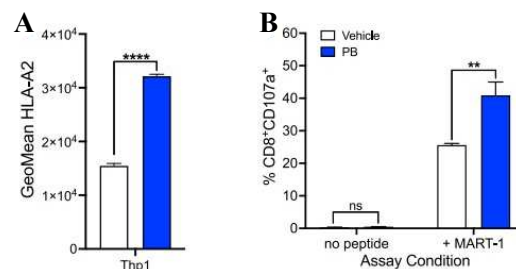 A
GeoMean HLA-A2
4×10⁴
3×10⁴
2×10⁴
1×10⁴
0
****
Thp1
B
% CD8⁺CD107a⁺
60
50
40
30
20
10
0
Vehicle
PB
ns
**
no peptide
+ MART-1
Assay Condition